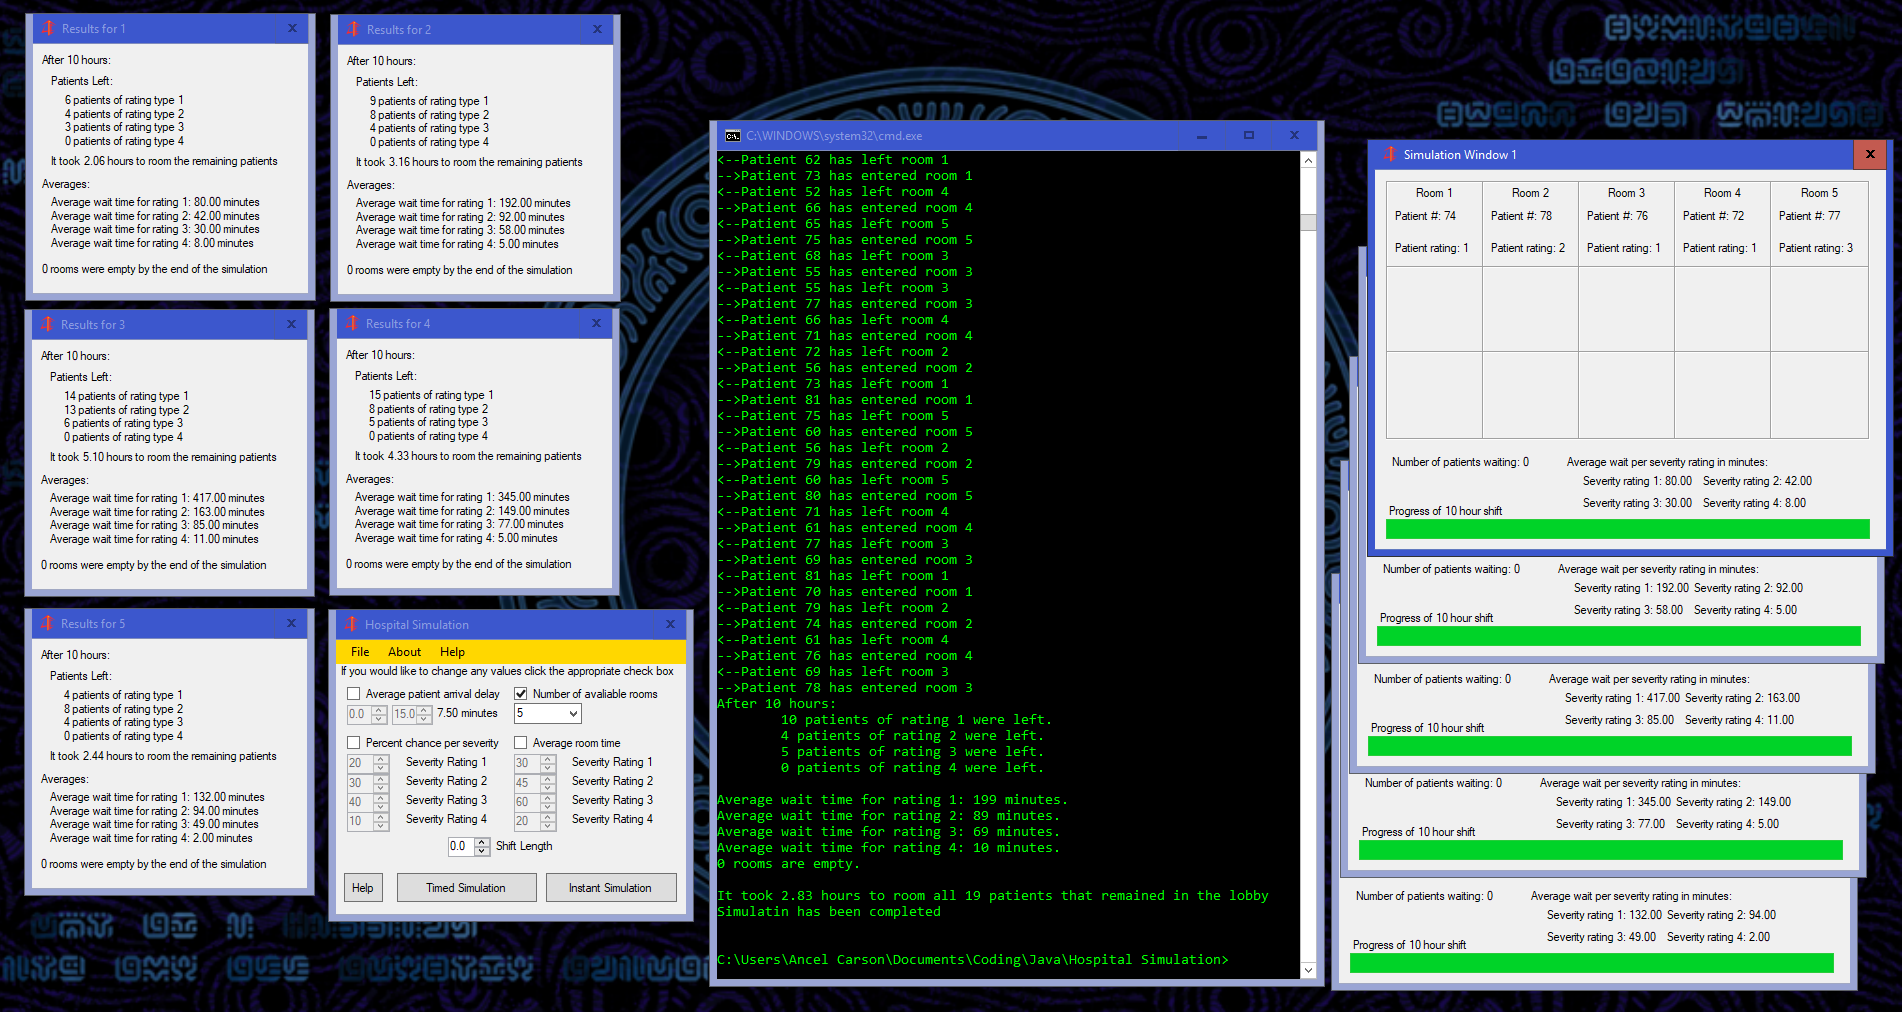 Results for 1
After 10 hours:
Patients Left:
6 patients of rating type 1
4 patients of rating type 2
3 patients of rating type 3
0 patients of rating type 4
It took 2.06 hours to room the remaining patients
Averages:
Average wait time for rating 1: 80.00 minutes
Average wait time for rating 2: 42.00 minutes
Average wait time for rating 3: 30.00 minutes
Average wait time for rating 4: 8.00 minutes
0 rooms were empty by the end of the simulation
Results for 2
After 10 hours:
Patients Left:
9 patients of rating type 1
8 patients of rating type 2
4 patients of rating type 3
0 patients of rating type 4
It took 3.16 hours to room the remaining patients
Averages:
Average wait time for rating 1: 192.00 minutes
Average wait time for rating 2: 92.00 minutes
Average wait time for rating 3: 58.00 minutes
Average wait time for rating 4: 5.00 minutes
0 rooms were empty by the end of the simulation
Results for 3
After 10 hours:
Patients Left:
14 patients of rating type 1
13 patients of rating type 2
6 patients of rating type 3
0 patients of rating type 4
It took 5.10 hours to room the remaining patients
Averages:
Average wait time for rating 1: 417.00 minutes
Average wait time for rating 2: 163.00 minutes
Average wait time for rating 3: 85.00 minutes
Average wait time for rating 4: 11.00 minutes
0 rooms were empty by the end of the simulation
Results for 4
After 10 hours:
Patients Left:
15 patients of rating type 1
8 patients of rating type 2
5 patients of rating type 3
0 patients of rating type 4
It took 4.33 hours to room the remaining patients
Averages:
Average wait time for rating 1: 345.00 minutes
Average wait time for rating 2: 149.00 minutes
Average wait time for rating 3: 77.00 minutes
Average wait time for rating 4: 5.00 minutes
0 rooms were empty by the end of the simulation
Results for 5
After 10 hours:
Patients Left:
4 patients of rating type 1
8 patients of rating type 2
4 patients of rating type 3
0 patients of rating type 4
It took 2.44 hours to room the remaining patients
Averages:
Average wait time for rating 1: 132.00 minutes
Average wait time for rating 2: 94.00 minutes
Average wait time for rating 3: 49.00 minutes
Average wait time for rating 4: 2.00 minutes
0 rooms were empty by the end of the simulation
Hospital Simulation
File About Help
If you would like to change any values click the appropriate check box
Average patient arrival delay Number of avaliable rooms
0.0 15.0 7.50 minutes 5
Percent chance per severity Average room time
20 Severity Rating 1 30 Severity Rating 1
30 Severity Rating 2 45 Severity Rating 2
40 Severity Rating 3 60 Severity Rating 3
10 Severity Rating 4 20 Severity Rating 4
0.0 Shift Length
Help Timed Simulation Instant Simulation
C:\WINDOWS\system32\cmd.exe
<--Patient 62 has left room 1
-->Patient 73 has entered room 1
<--Patient 52 has left room 4
-->Patient 66 has entered room 4
<--Patient 65 has left room 5
-->Patient 75 has entered room 5
<--Patient 68 has left room 3
-->Patient 55 has entered room 3
<--Patient 55 has left room 3
-->Patient 77 has entered room 3
<--Patient 66 has left room 4
-->Patient 71 has entered room 4
<--Patient 72 has left room 2
-->Patient 56 has entered room 2
<--Patient 73 has left room 1
-->Patient 81 has entered room 1
<--Patient 75 has left room 5
-->Patient 60 has entered room 5
<--Patient 56 has left room 2
-->Patient 79 has entered room 2
<--Patient 60 has left room 5
-->Patient 80 has entered room 5
<--Patient 71 has left room 4
-->Patient 61 has entered room 4
<--Patient 77 has left room 3
-->Patient 69 has entered room 3
<--Patient 81 has left room 1
-->Patient 70 has entered room 1
<--Patient 79 has left room 2
-->Patient 74 has entered room 2
<--Patient 61 has left room 4
-->Patient 76 has entered room 4
<--Patient 69 has left room 3
-->Patient 78 has entered room 3
After 10 hours:
10 patients of rating 1 were left.
4 patients of rating 2 were left.
5 patients of rating 3 were left.
0 patients of rating 4 were left.
Average wait time for rating 1: 199 minutes.
Average wait time for rating 2: 89 minutes.
Average wait time for rating 3: 69 minutes.
Average wait time for rating 4: 10 minutes.
0 rooms are empty.
It took 2.83 hours to room all 19 patients that remained in the lobby
Simulatin has been completed
C:\Users\Ancel Carson\Documents\Coding\Java\Hospital Simulation>
Simulation Window 1
Room 1 Room 2 Room 3 Room 4 Room 5
Patient #: 74 Patient #: 78 Patient #: 76 Patient #: 72 Patient #: 77
Patient rating: 1 Patient rating: 2 Patient rating: 1 Patient rating: 1 Patient rating: 3
Number of patients waiting: 0 Average wait per severity rating in minutes:
Severity rating 1: 80.00 Severity rating 2: 42.00
Severity rating 3: 30.00 Severity rating 4: 8.00
Progress of 10 hour shift
Number of patients waiting: 0 Average wait per severity rating in minutes:
Severity rating 1: 192.00 Severity rating 2: 92.00
Severity rating 3: 58.00 Severity rating 4: 5.00
Progress of 10 hour shift
Number of patients waiting: 0 Average wait per severity rating in minutes:
Severity rating 1: 417.00 Severity rating 2: 163.00
Severity rating 3: 85.00 Severity rating 4: 11.00
Progress of 10 hour shift
Number of patients waiting: 0 Average wait per severity rating in minutes:
Severity rating 1: 345.00 Severity rating 2: 149.00
Severity rating 3: 77.00 Severity rating 4: 5.00
Progress of 10 hour shift
Number of patients waiting: 0 Average wait per severity rating in minutes:
Severity rating 1: 132.00 Severity rating 2: 94.00
Severity rating 3: 49.00 Severity rating 4: 2.00
Progress of 10 hour shift